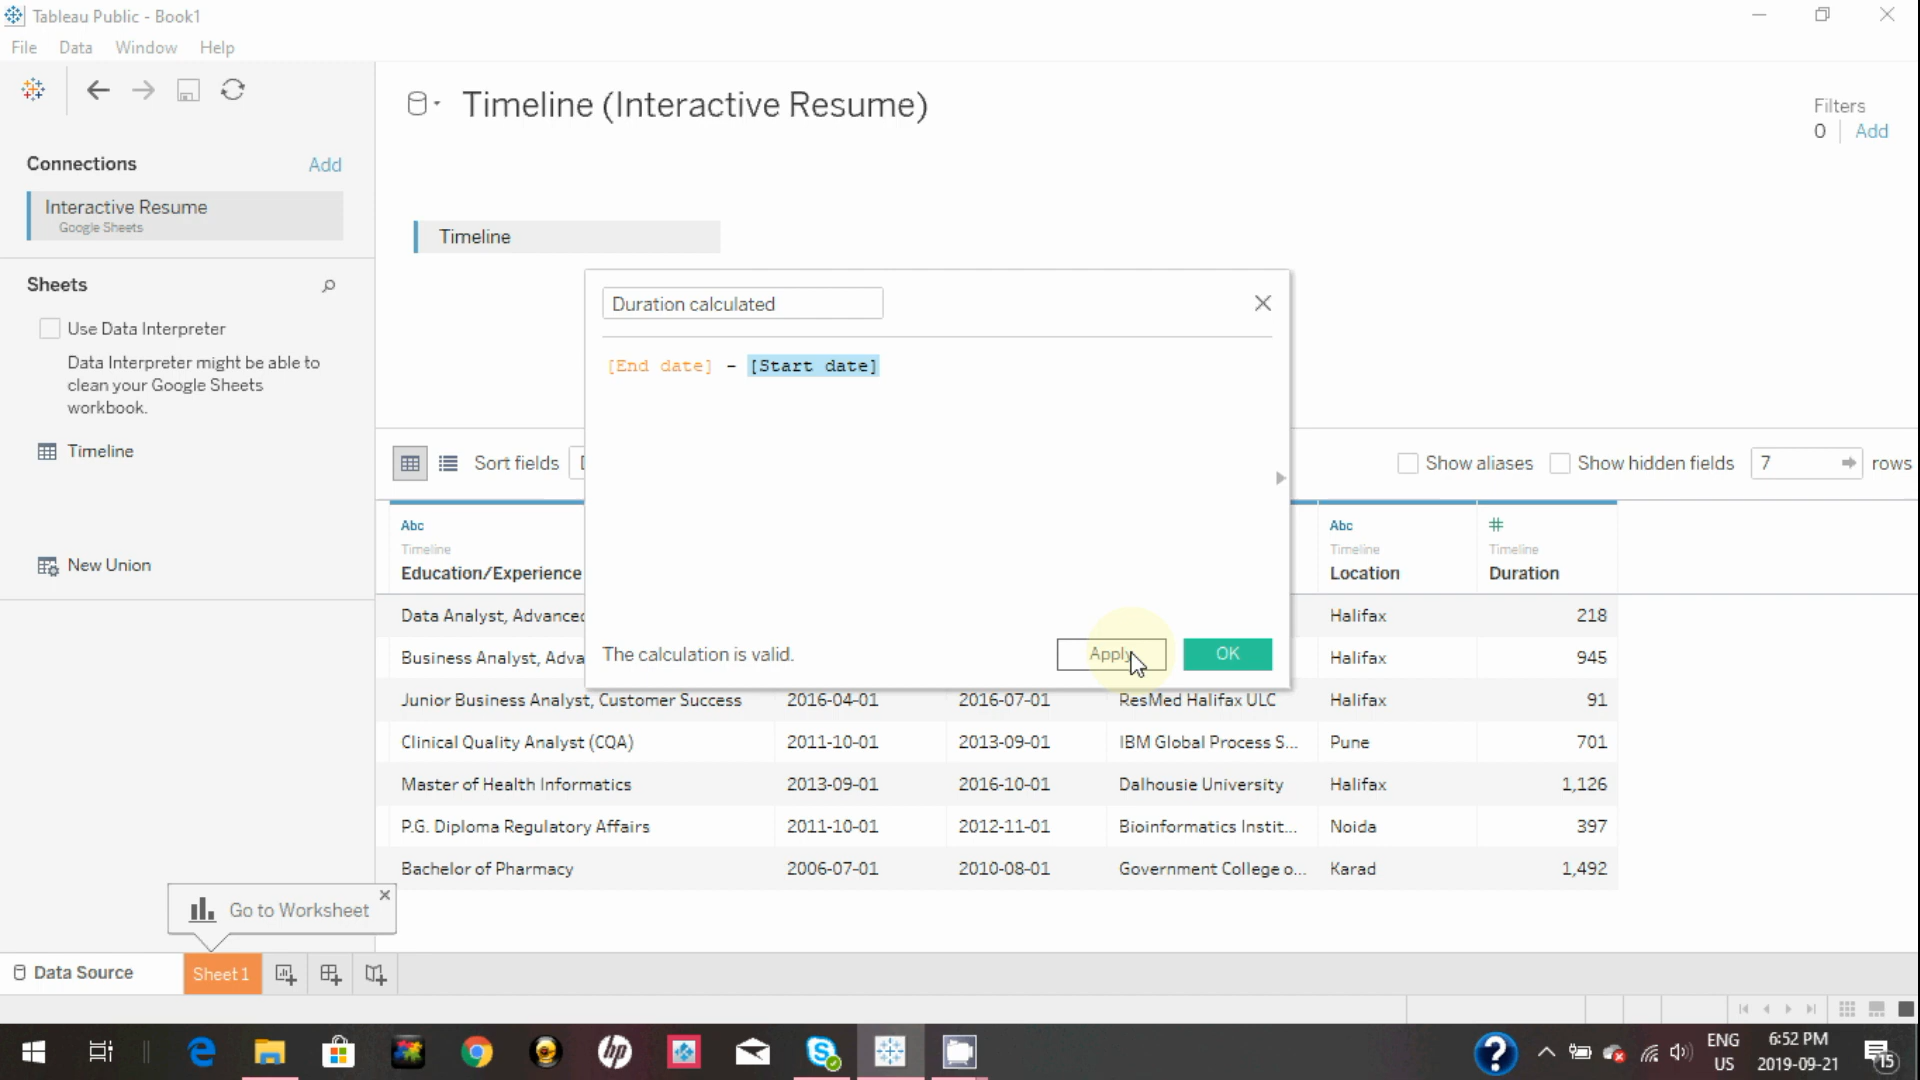 Tableau Public - Book1
File Data Window Help
Timeline (Interactive Resume)
Filters
0 Add
Connections Add
Interactive Resume
Google Sheets
Timeline
Sheets
Use Data Interpreter
Data Interpreter might be able to
clean your Google Sheets
workbook.
Timeline
New Union
Duration calculated
[End date] - [Start date]
The calculation is valid.
Apply OK
Sort fields
Show aliases Show hidden fields 7 rows
Abc Abc #
Timeline Timeline Timeline
Education/Experience Location Duration
Data Analyst, Advanced Halifax 218
Business Analyst, Adva Halifax 945
Junior Business Analyst, Customer Success 2016-04-01 2016-07-01 ResMed Halifax ULC Halifax 91
Clinical Quality Analyst (CQA) 2011-10-01 2013-09-01 IBM Global Process S... Pune 701
Master of Health Informatics 2013-09-01 2016-10-01 Dalhousie University Halifax 1,126
P.G. Diploma Regulatory Affairs 2011-10-01 2012-11-01 Bioinformatics Instit... Noida 397
Bachelor of Pharmacy 2006-07-01 2010-08-01 Government College o... Karad 1,492
Go to Worksheet
Data Source Sheet 1
ENG 6:52 PM
US 2019-09-21 15